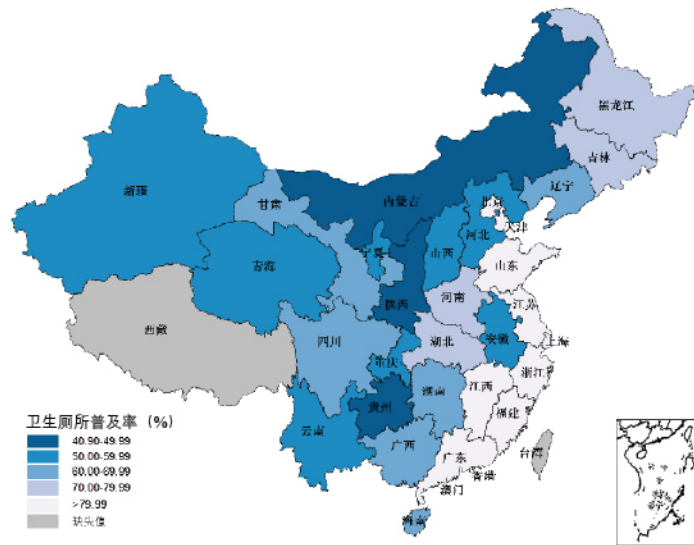 黑龙江
吉林
辽宁
新疆
甘肃
内蒙古
北京
天津
河北
山西
宁夏
青海
山东
陕西
河南
江苏
西藏
四川
湖北
安徽
上海
重庆
浙江
湖南
江西
贵州
福建
云南
广西
广东
台湾
香港
澳门
海南
卫生厕所普及率 (%)
40.90-49.99
50.00-59.99
60.00-69.99
70.00-79.99
>79.99
缺失值